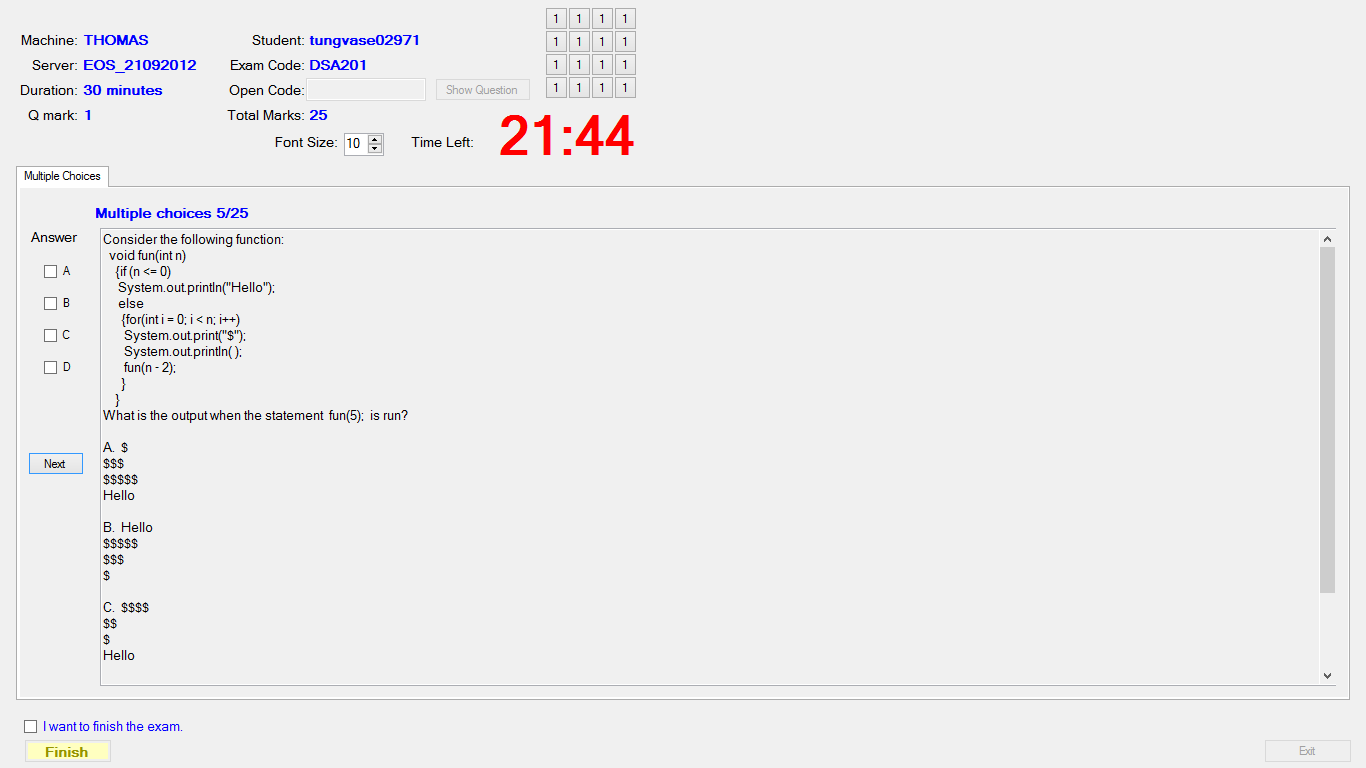 Machine: THOMAS
Student: tungvase02971
Server: EOS_21092012
Exam Code: DSA201
Duration: 30 minutes
Open Code:
Show Question
Q mark: 1
Total Marks: 25
1 1 1 1
1 1 1 1
1 1 1 1
1 1 1 1
Font Size: 10
Time Left: 21:44
Multiple Choices
Multiple choices 5/25
Answer
A
B
C
D
Next
Consider the following function:
void fun(int n)
{if (n <= 0)
System.out.println("Hello");
else
{for(int i = 0; i < n; i++)
System.out.print("$");
System.out.println( );
fun(n - 2);
}
}
What is the output when the statement fun(5); is run?
A. $
$$$
$$$$$
Hello
B. Hello
$$$$$
$$$
$
C. $$$$
$$
$
Hello
I want to finish the exam.
Finish
Exit